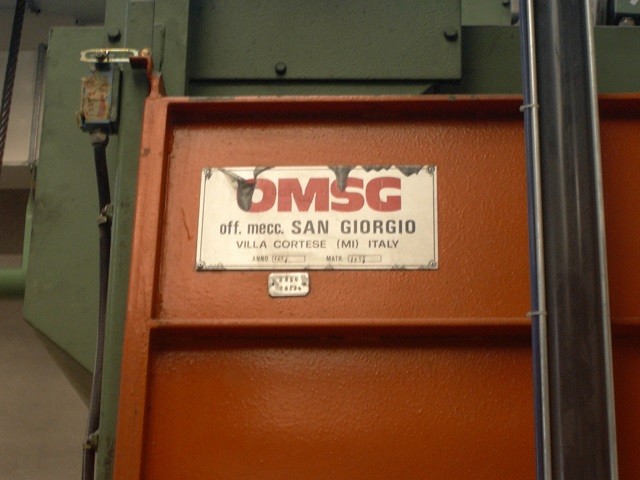 OMSG
off. mecc. SAN GIORGIO
VILLA CORTESE (MI) ITALY
ANNO MATR.